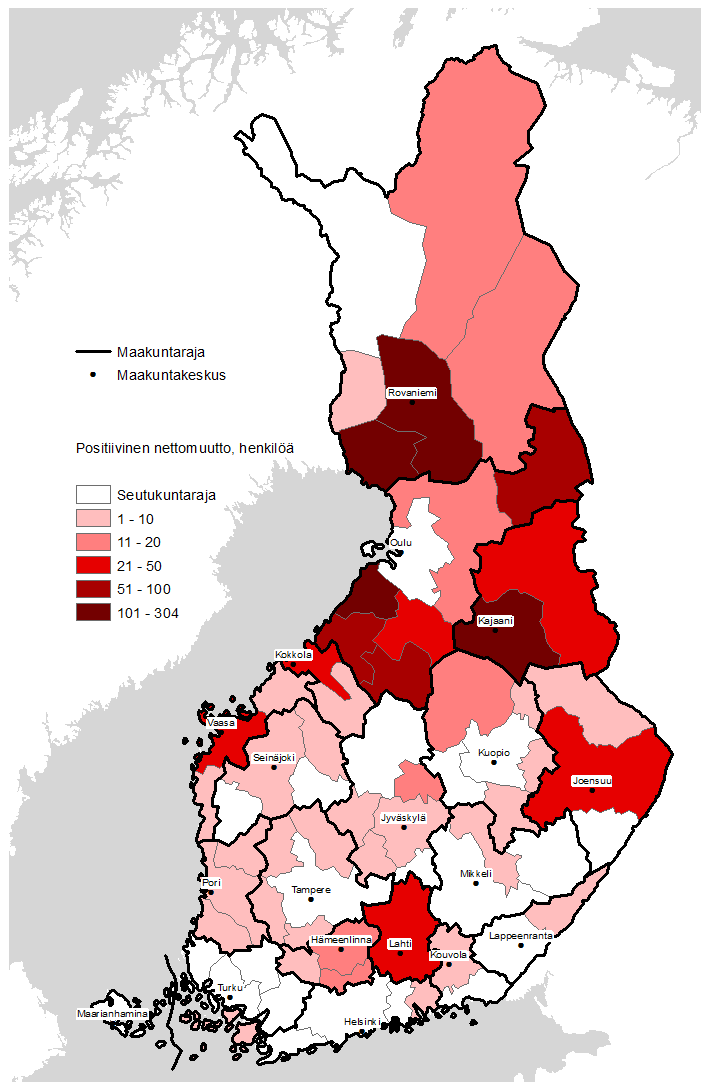 Maakuntaraja
Maakuntakeskus
Rovaniemi
Positiivinen nettomuutto, henkilöä
Seutukuntaraja
1 - 10
11 - 20
21 - 50
51 - 100
101 - 304
Oulu
Kajaani
Kokkola
Vaasa
Seinäjoki
Kuopio
Joensuu
Jyväskylä
Mikkeli
Pori
Tampere
Lappeenranta
Hämeenlinna
Lahti
Kouvola
Turku
Maarianhamina
Helsinki